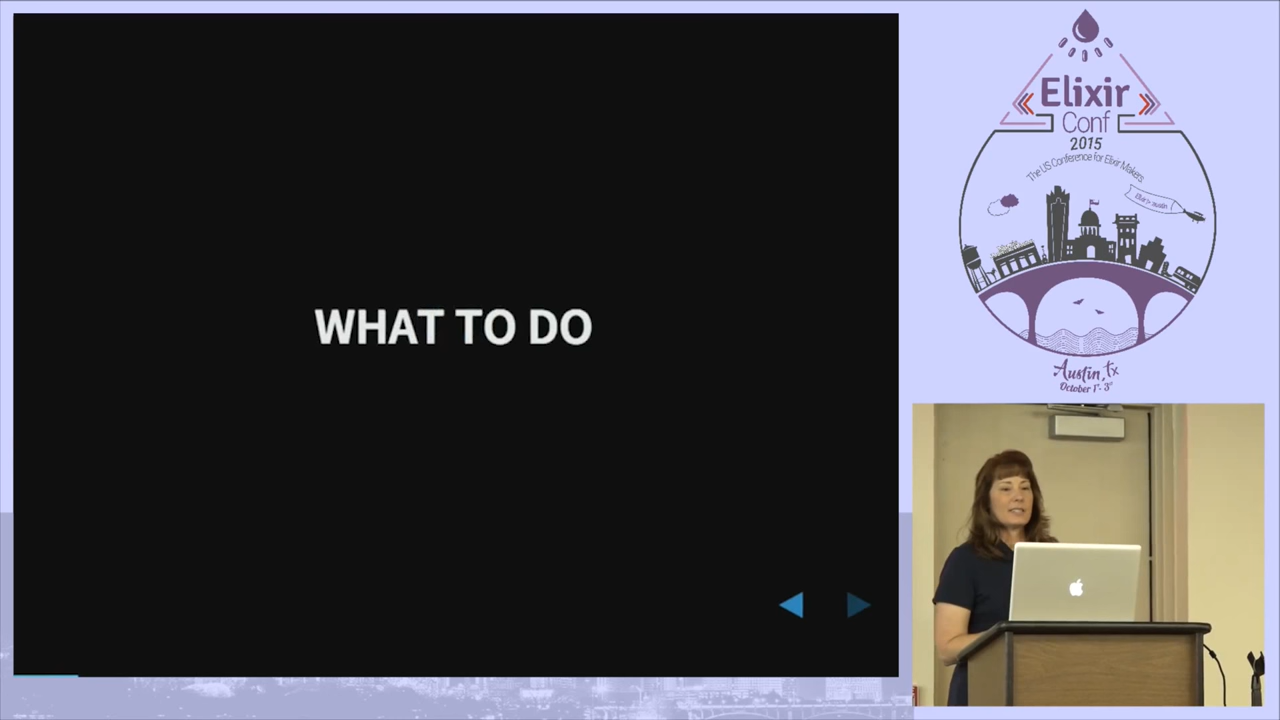 WHAT TO DO
Elixir
Conf
2015
The US Conference for Elixir Makers
Austin, Tx
October 1st - 3rd